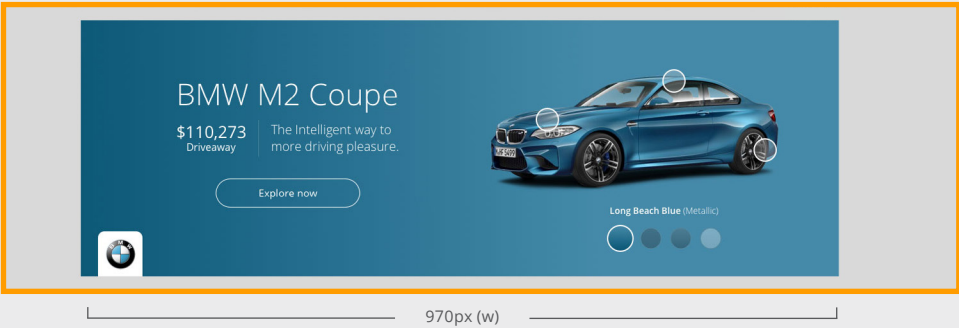 BMW M2 Coupe
$110,273
Driveaway
The Intelligent way to
more driving pleasure.
Explore now
Long Beach Blue (Metallic)
BMW
970px (w)